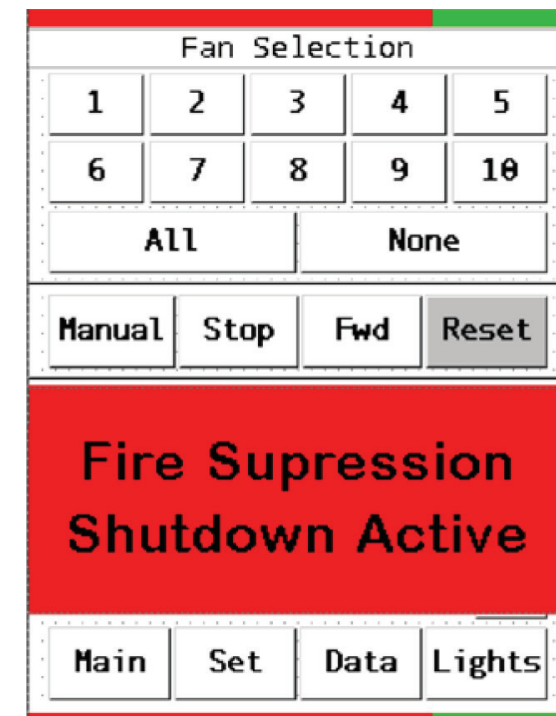 Fan Selection
1 2 3 4 5
6 7 8 9 10
All None
Manual Stop Fwd Reset
Fire Supression
Shutdown Active
Main Set Data Lights